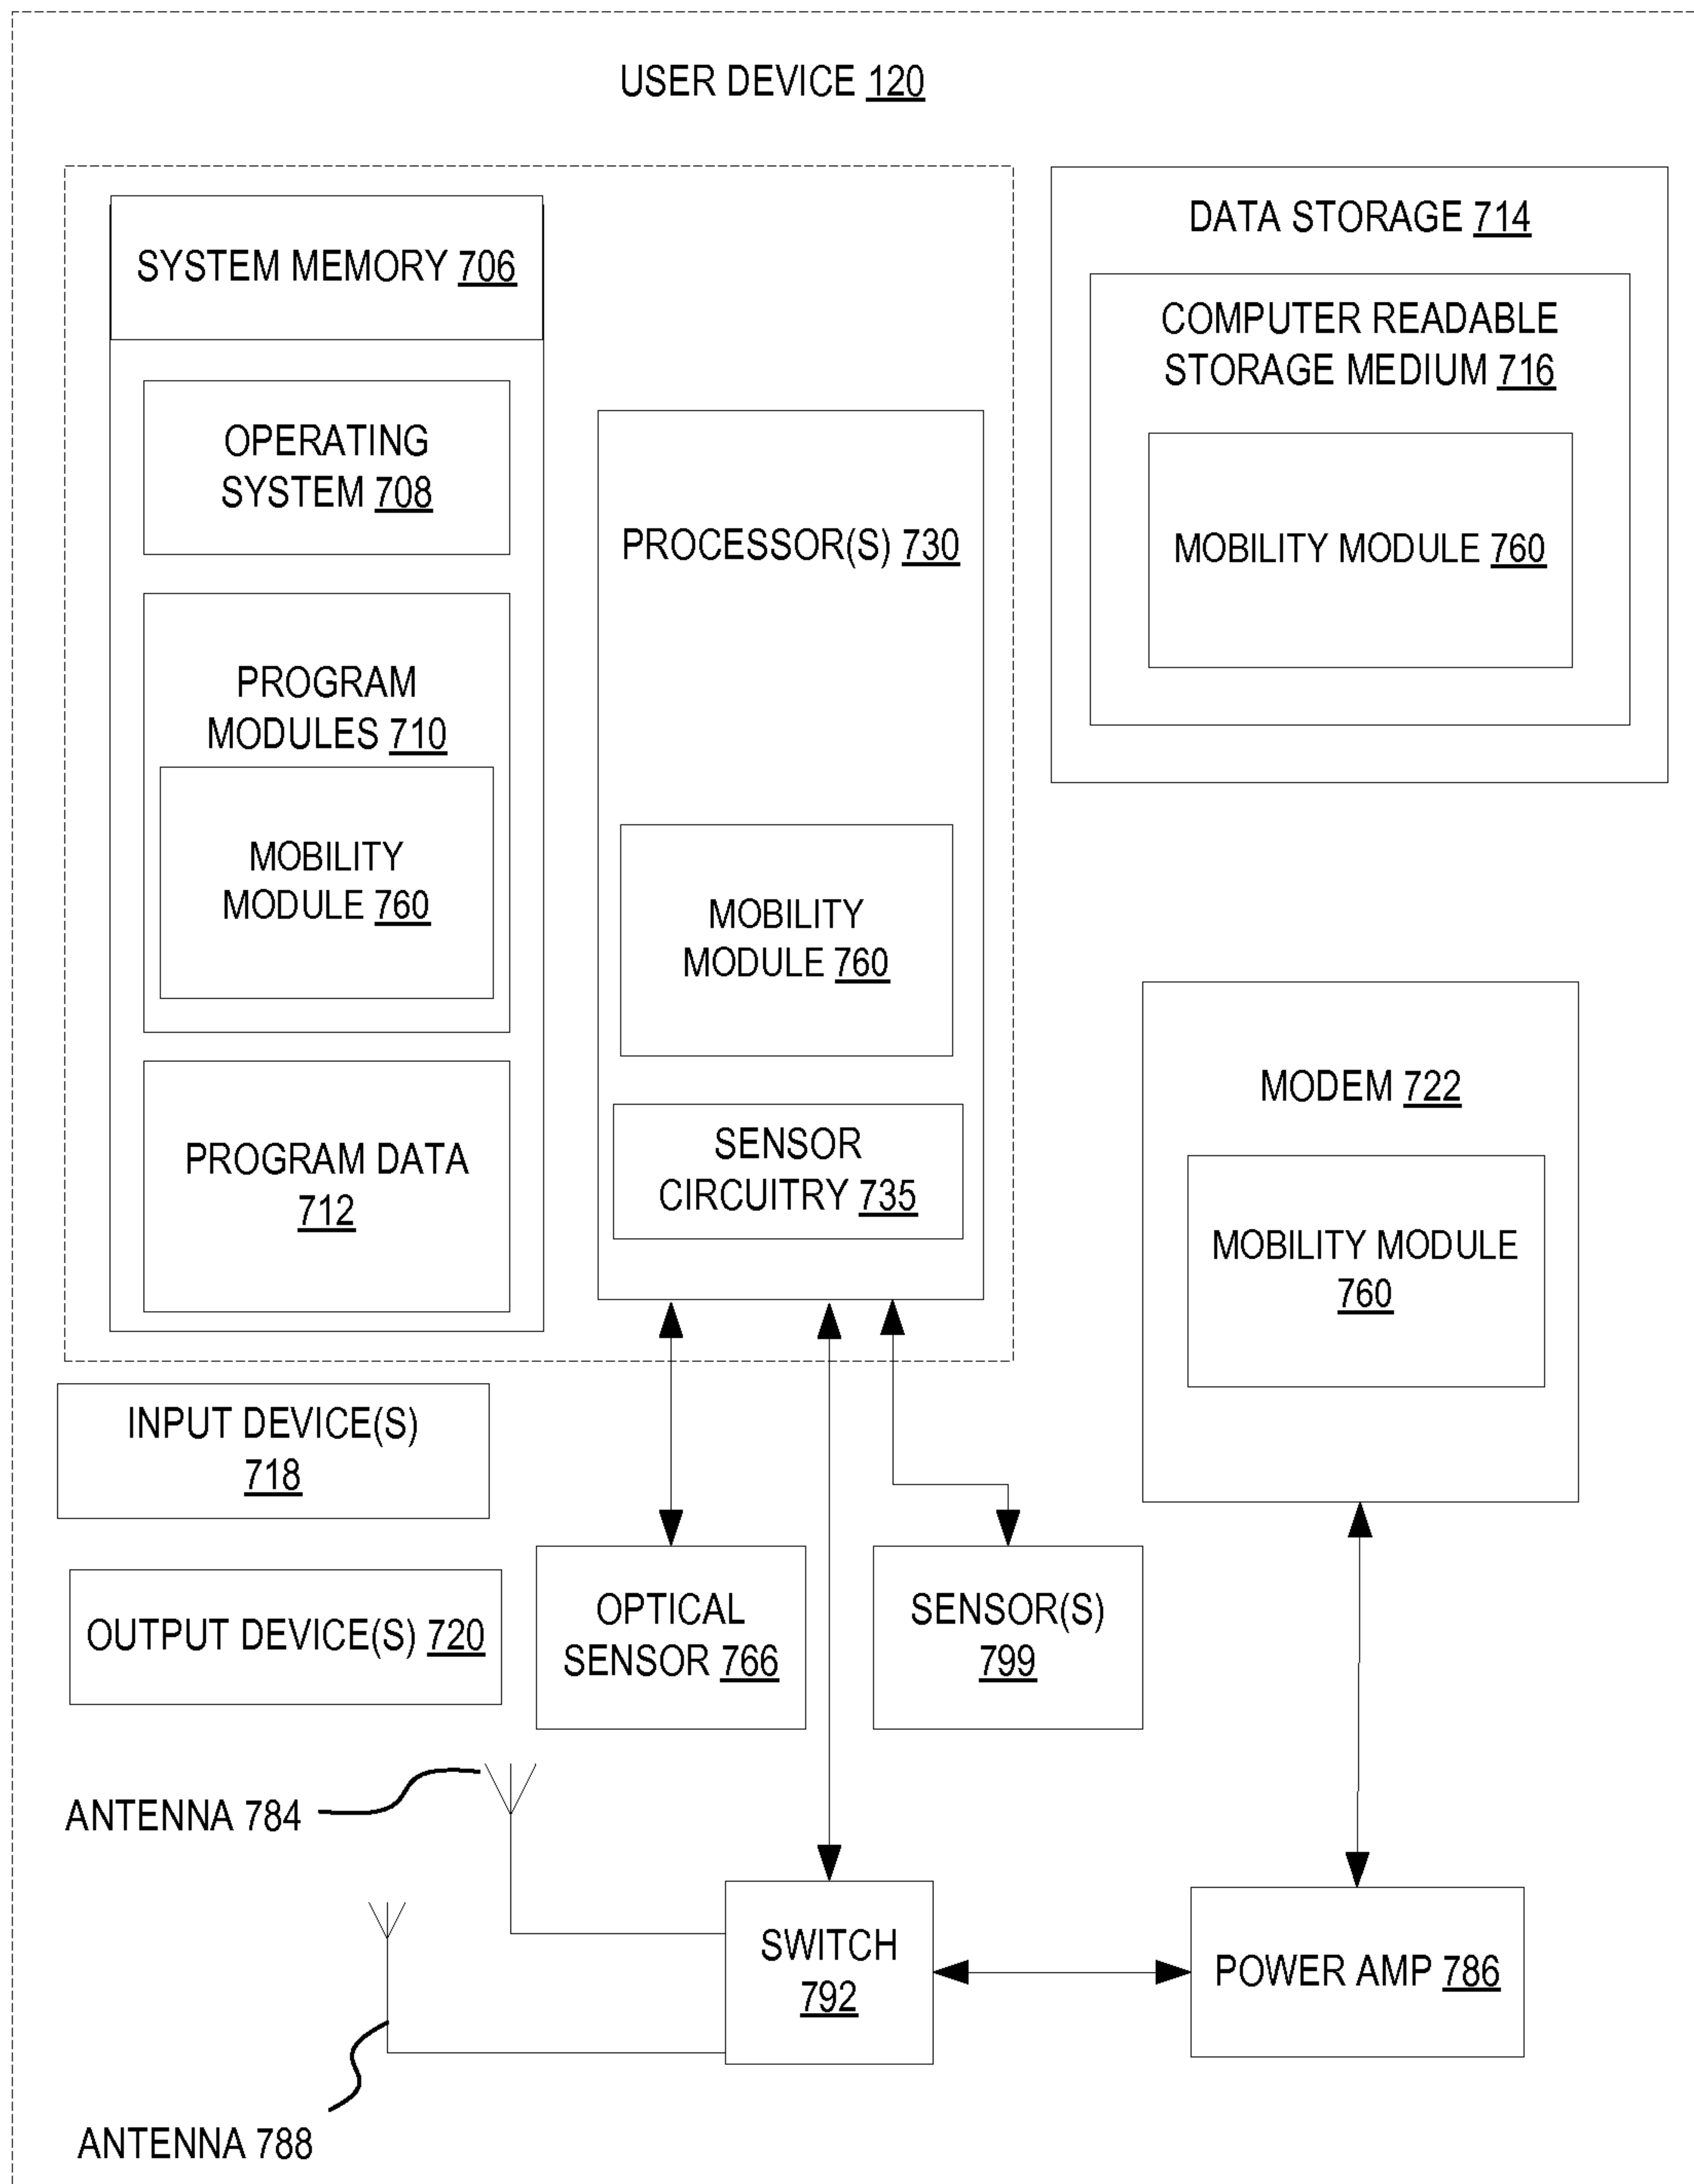 USER DEVICE 120
SYSTEM MEMORY 706
OPERATING
SYSTEM 708
PROGRAM
MODULES 710
MOBILITY
MODULE 760
PROGRAM DATA
712
PROCESSOR(S) 730
MOBILITY
MODULE 760
SENSOR
CIRCUITRY 735
DATA STORAGE 714
COMPUTER READABLE
STORAGE MEDIUM 716
MOBILITY MODULE 760
MODEM 722
MOBILITY MODULE
760
INPUT DEVICE(S)
718
OUTPUT DEVICE(S) 720
OPTICAL
SENSOR 766
SENSOR(S)
799
ANTENNA 784
SWITCH
792
POWER AMP 786
ANTENNA 788